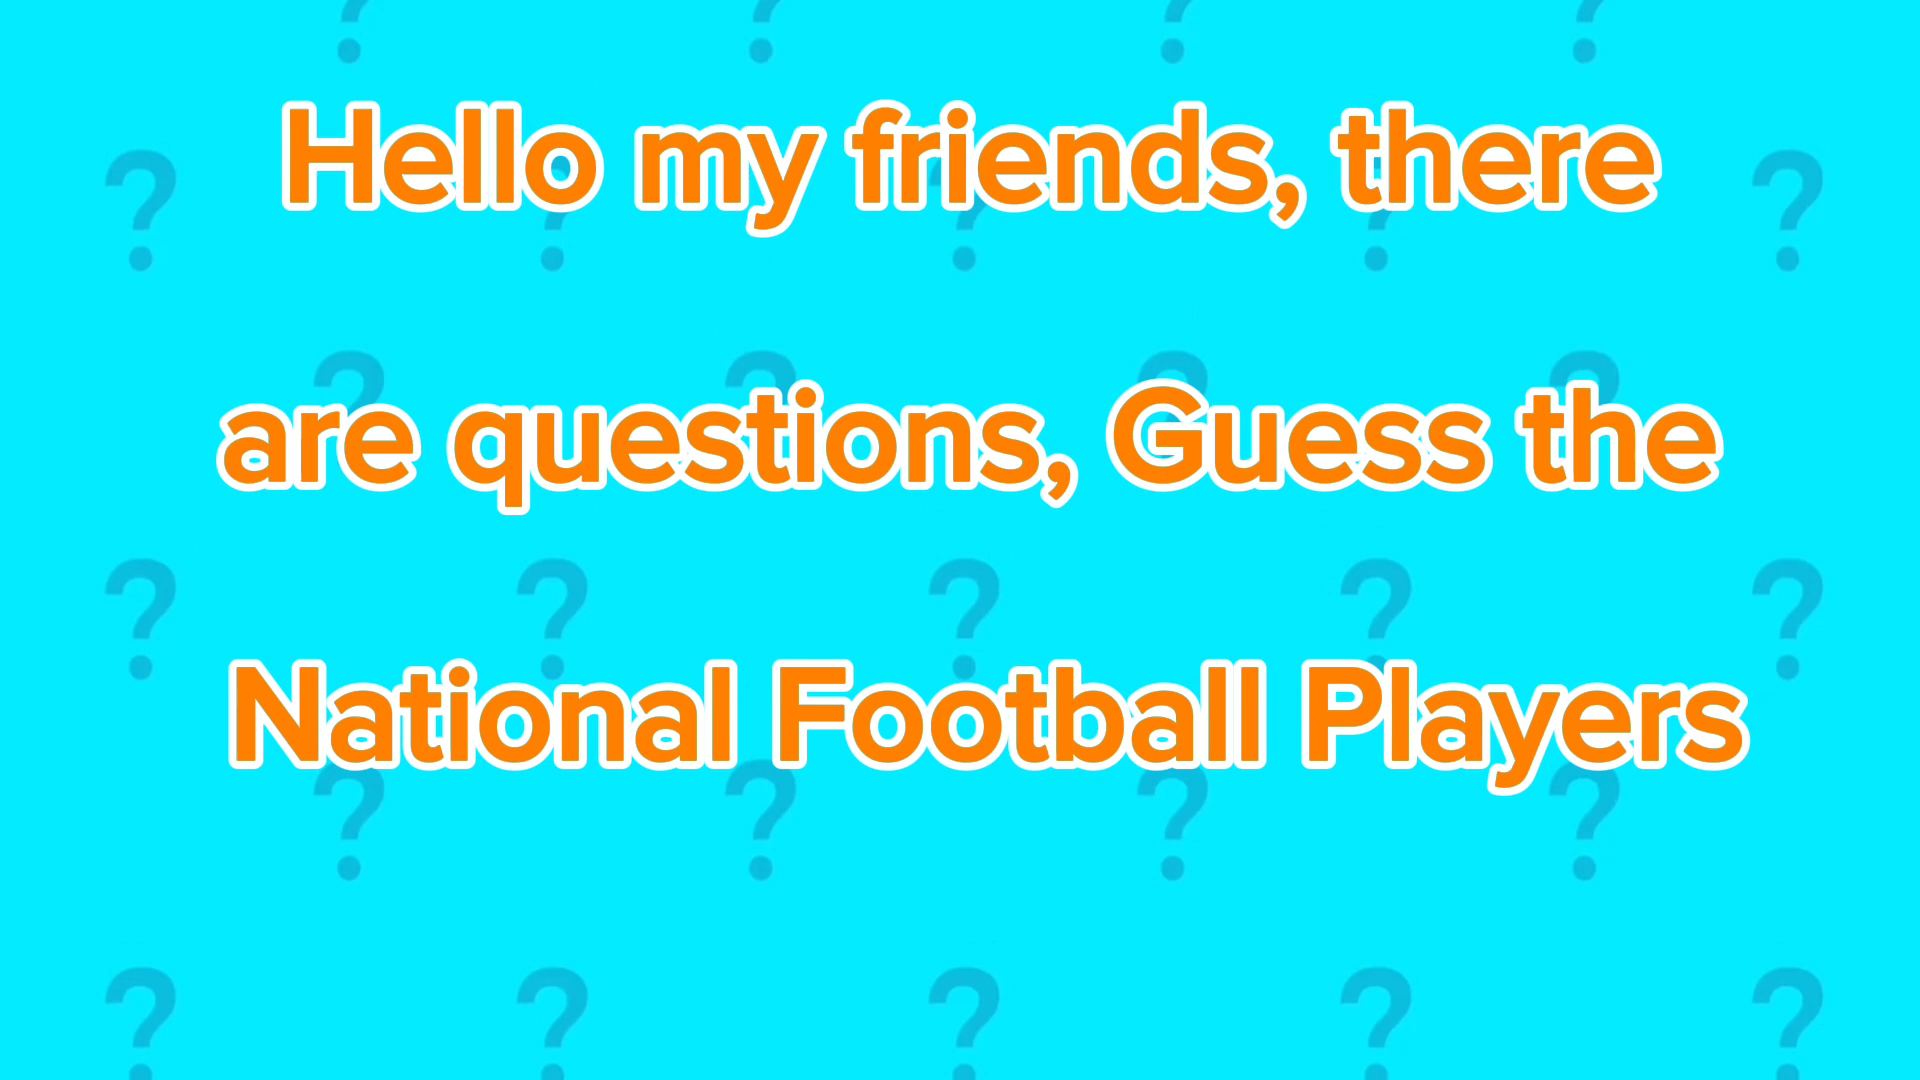 Hello my friends, there
are questions, Guess the
National Football Players